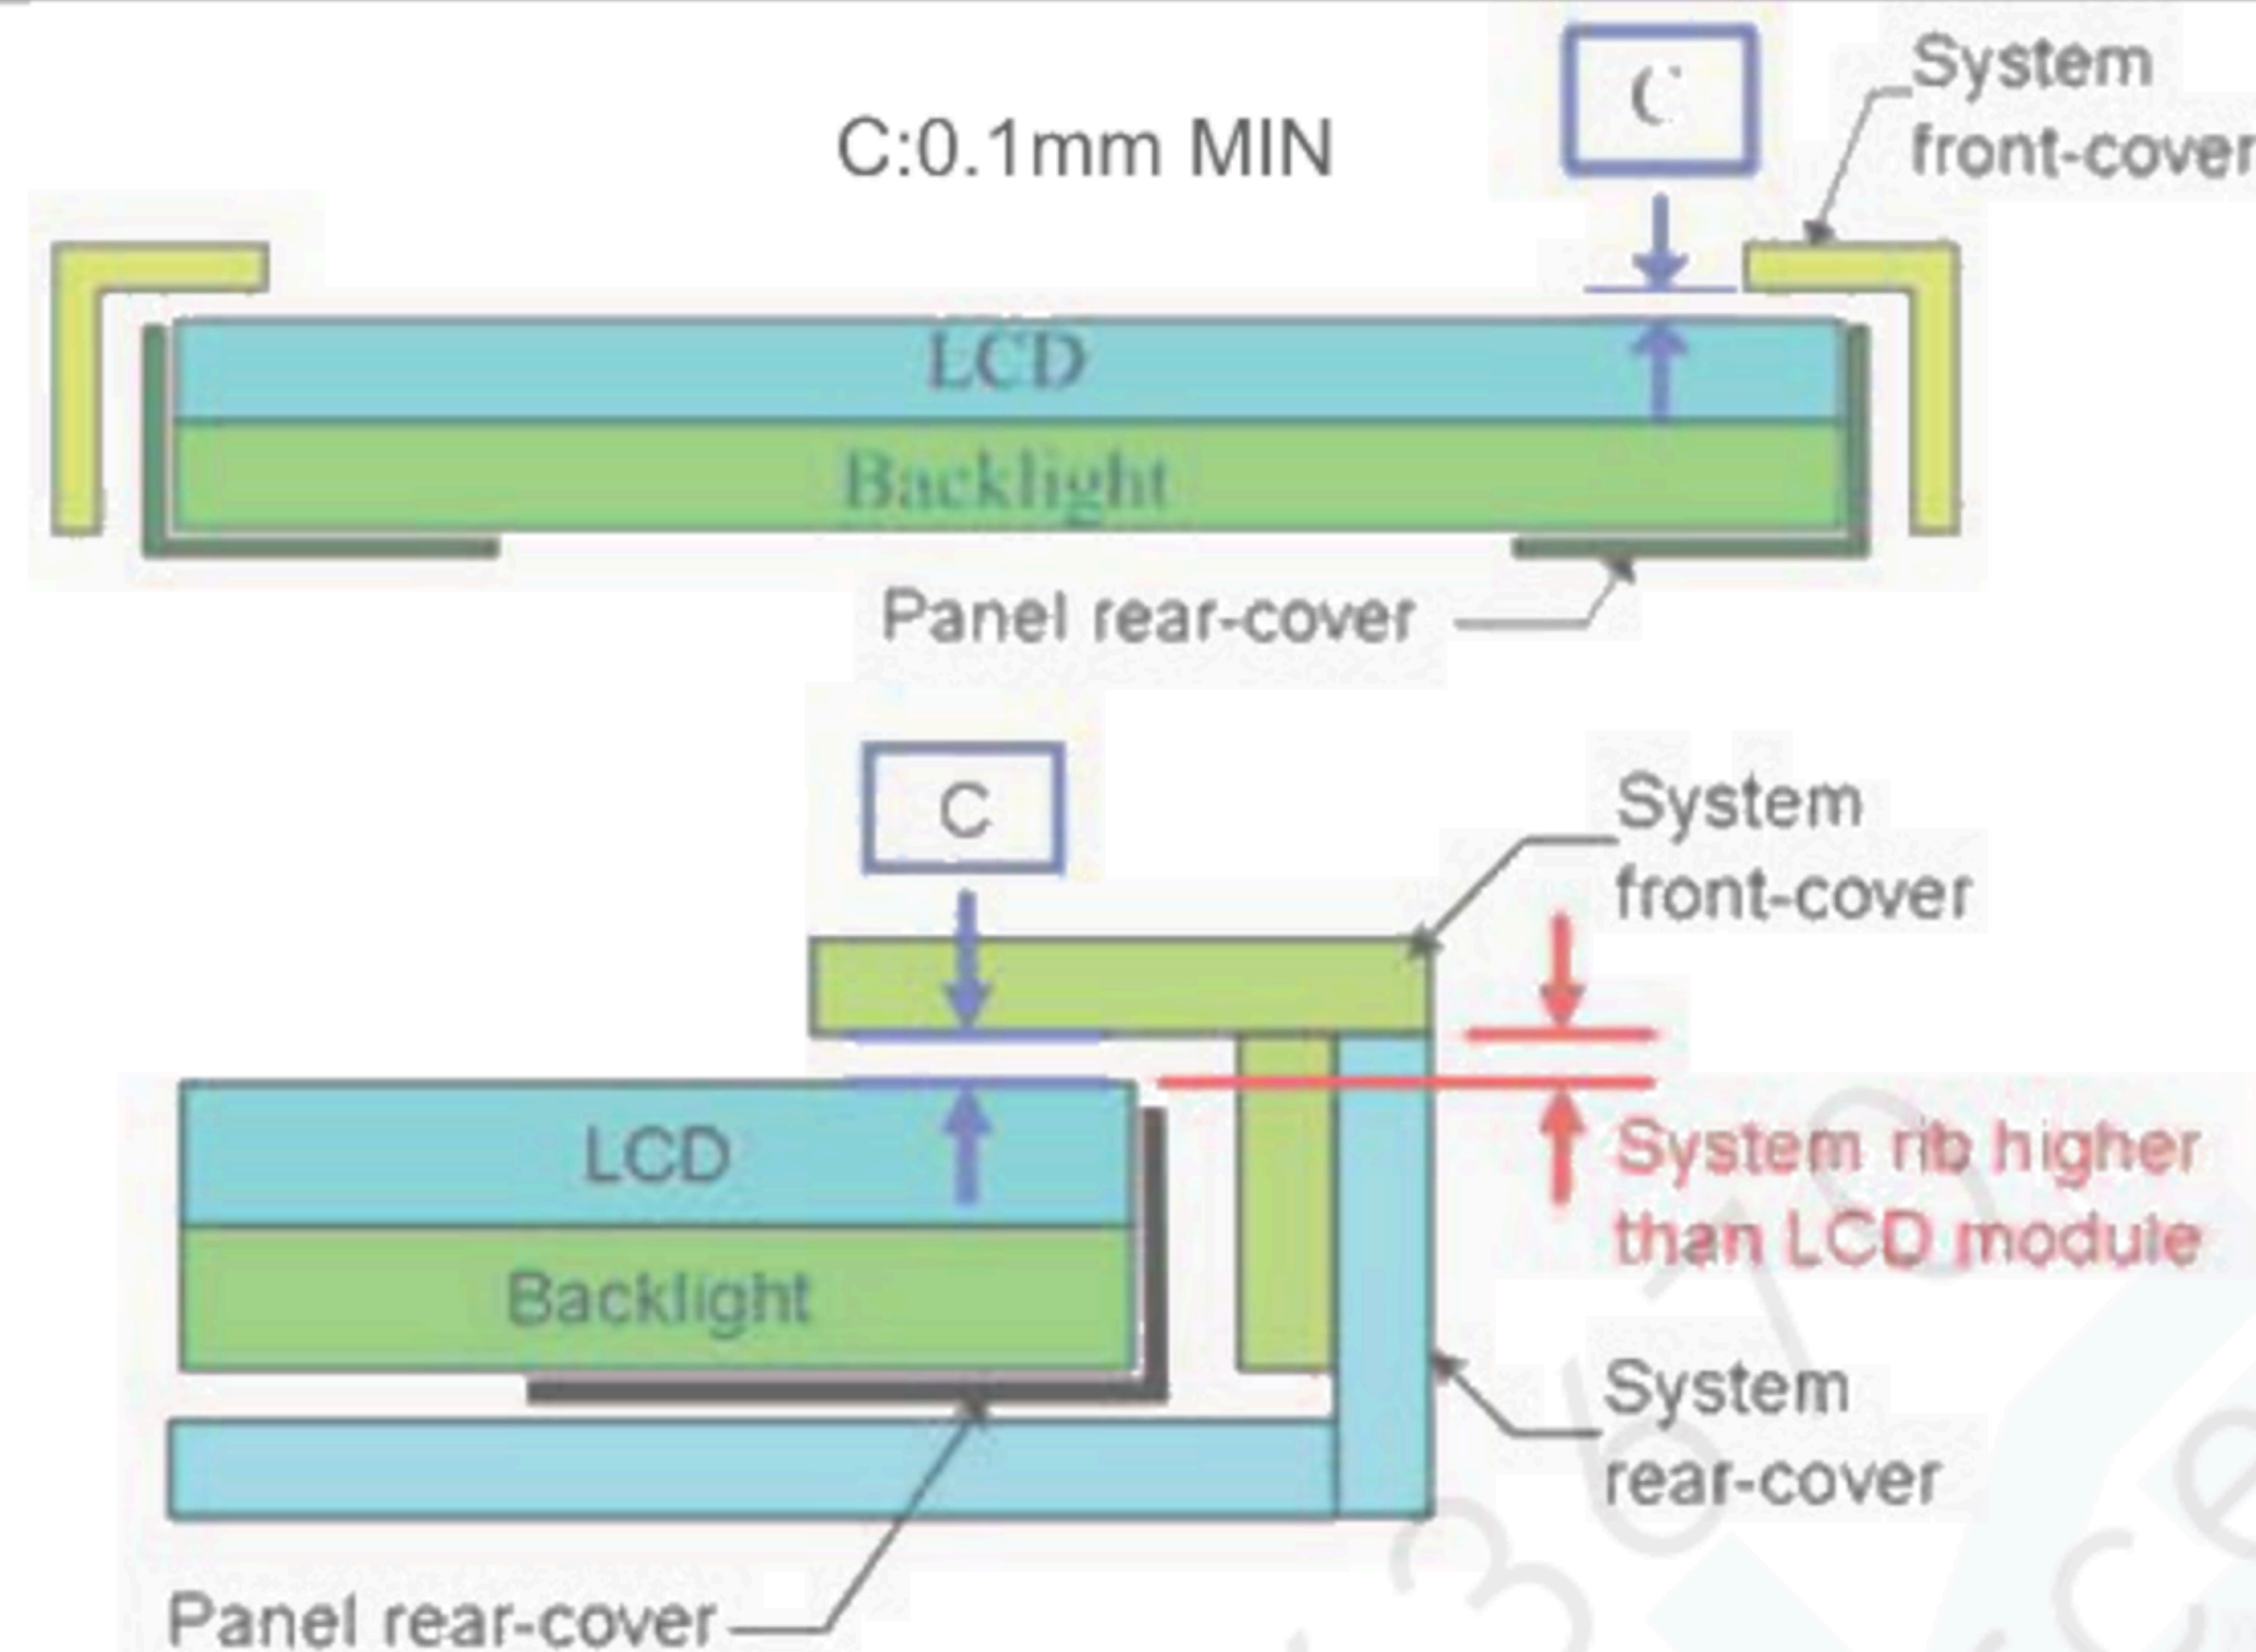 C
System
front-cover
C:0.1mm MIN
LCD
Backlight
Panel rear-cover
C
System
front-cover
LCD
System rib higher
than LCD module
Backlight
System
rear-cover
Panel rear-cover